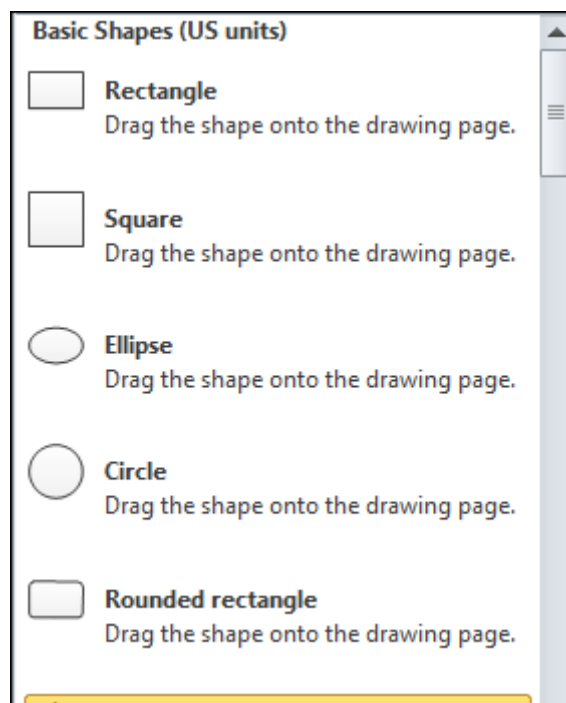 Basic Shapes (US units)
Rectangle
Drag the shape onto the drawing page.
Square
Drag the shape onto the drawing page.
Ellipse
Drag the shape onto the drawing page.
Circle
Drag the shape onto the drawing page.
Rounded rectangle
Drag the shape onto the drawing page.